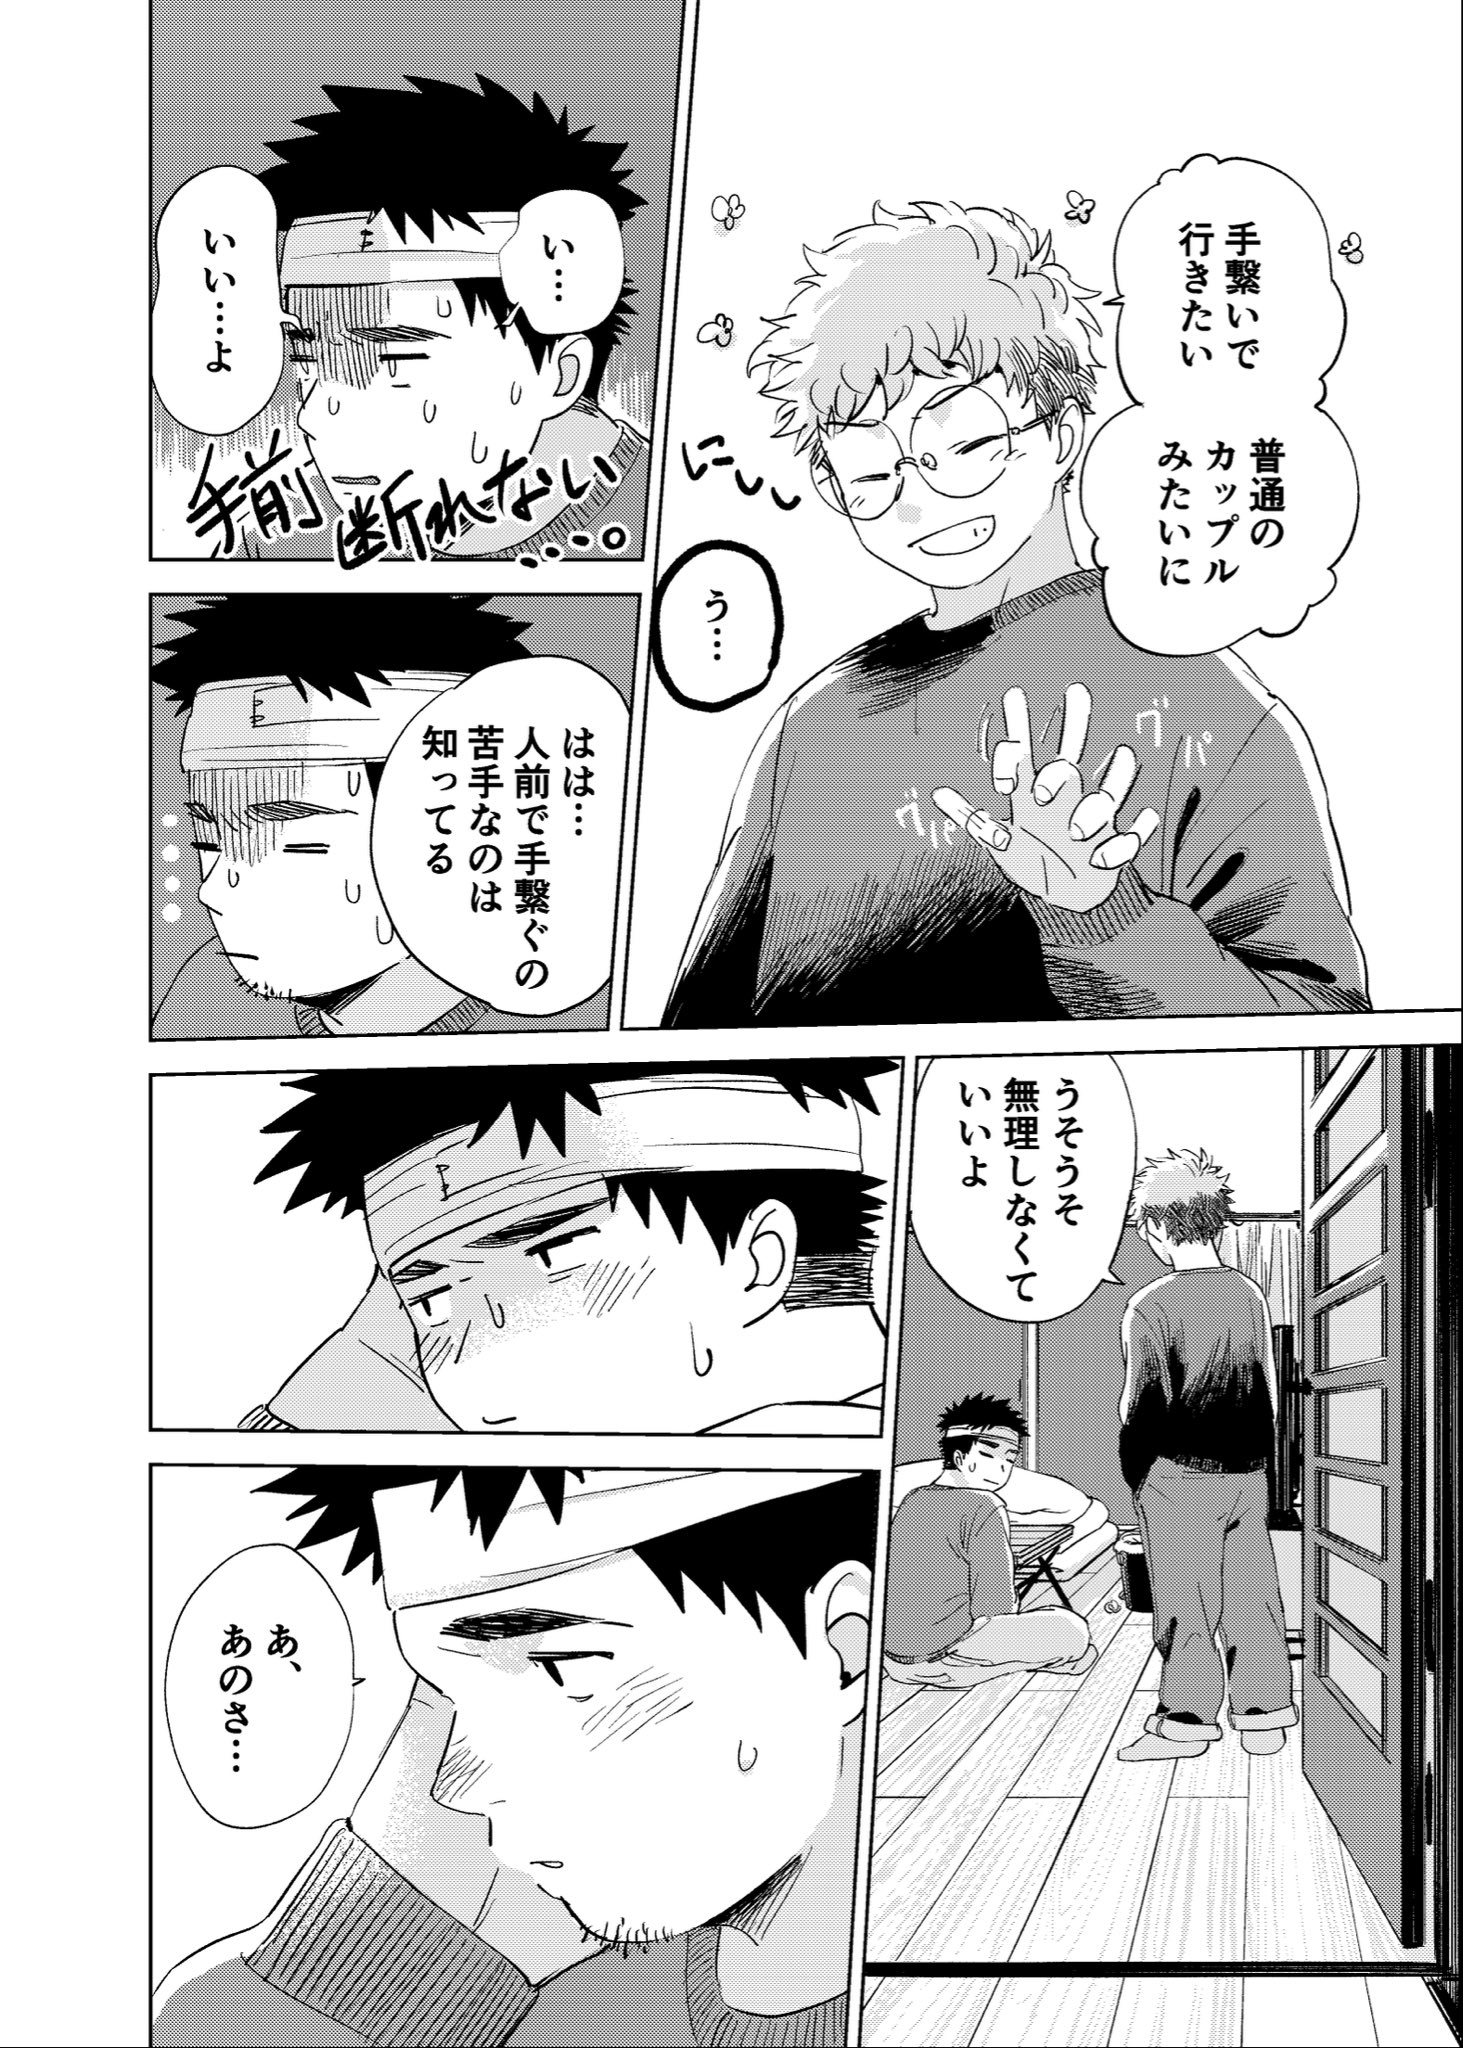 手繋いで
行きたい
普通の
カップル
みたいに
にぃぃ
グ
パ
グ
パ
う…
い…
いい…よ
手前
断れない…。
はは…
人前で手繋ぐの
苦手なのは
知ってる
うそうそ
無理しなくて
いいよ
あ、
あのさ…